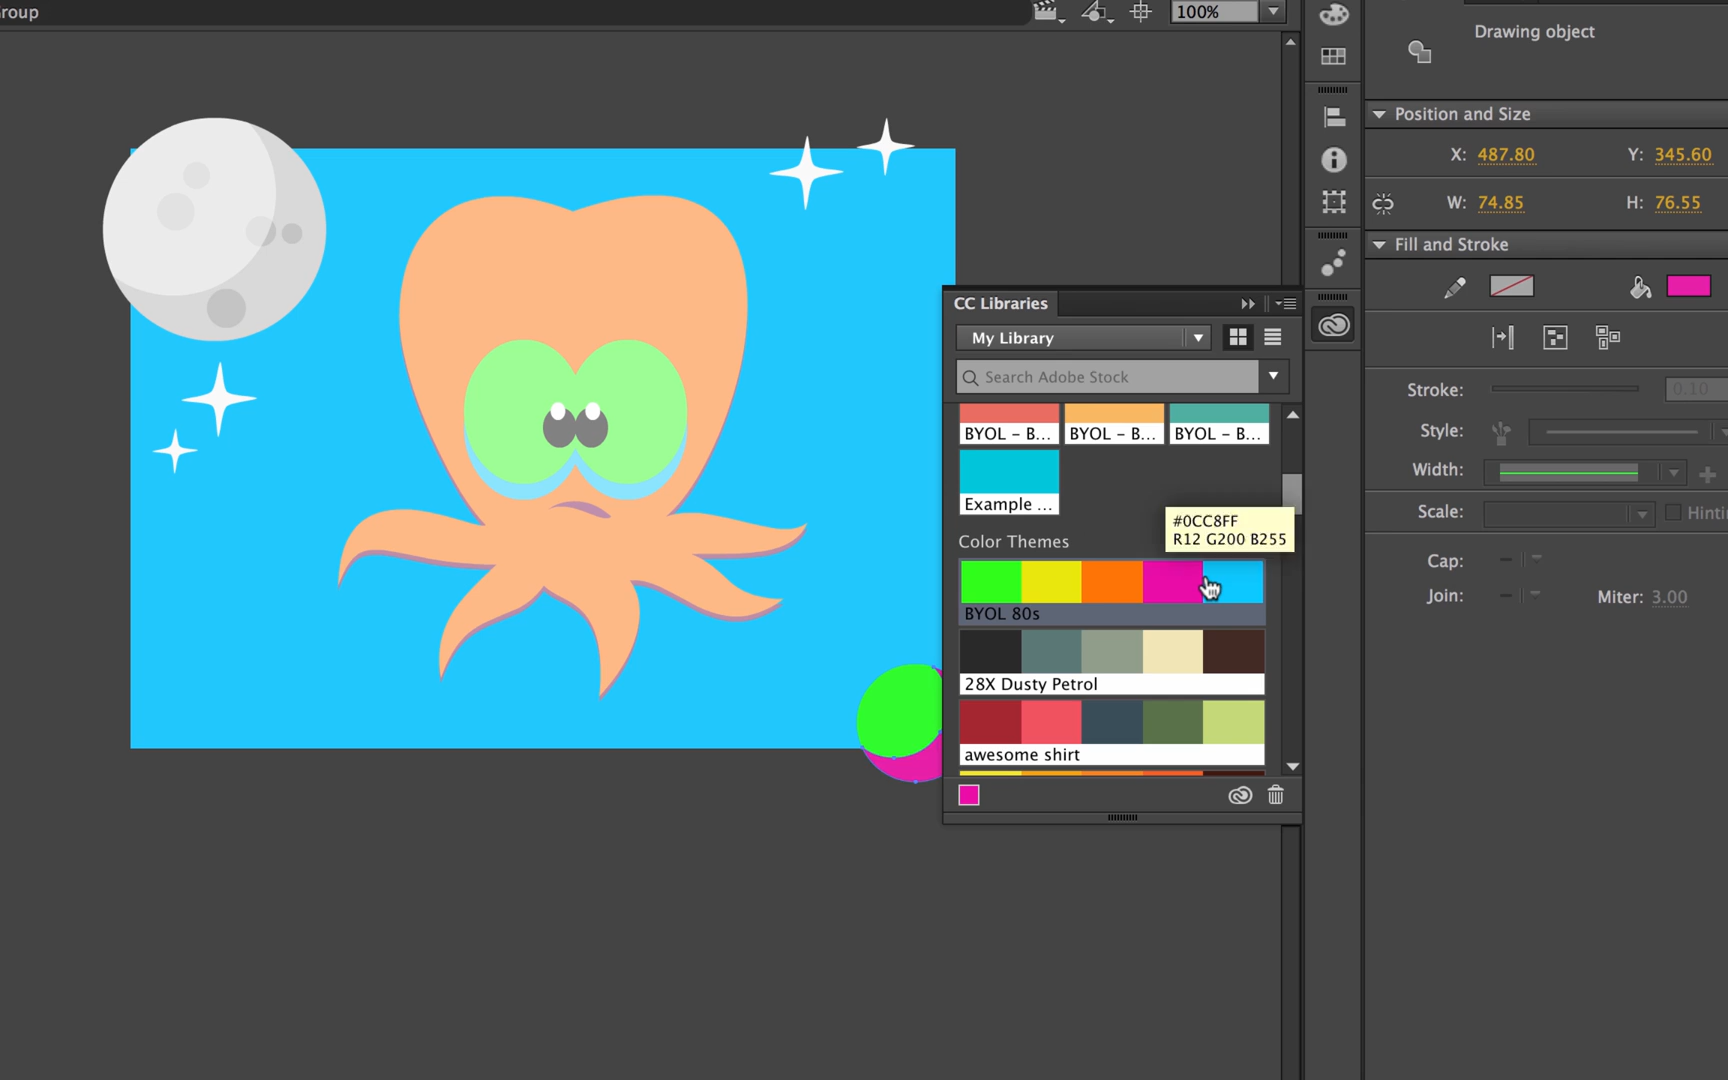 roup
100%
Drawing object
Position and Size
X: 487.80
Y: 345.60
W: 74.85
H: 76.55
Fill and Stroke
Stroke:
0.10
Style:
Width:
Scale:
Hintin
Cap:
Join:
Miter: 3.00
CC Libraries
My Library
Search Adobe Stock
BYOL - B...
BYOL - B...
BYOL - B...
Example ...
#0CC8FF
R12 G200 B255
Color Themes
BYOL 80s
28X Dusty Petrol
awesome shirt